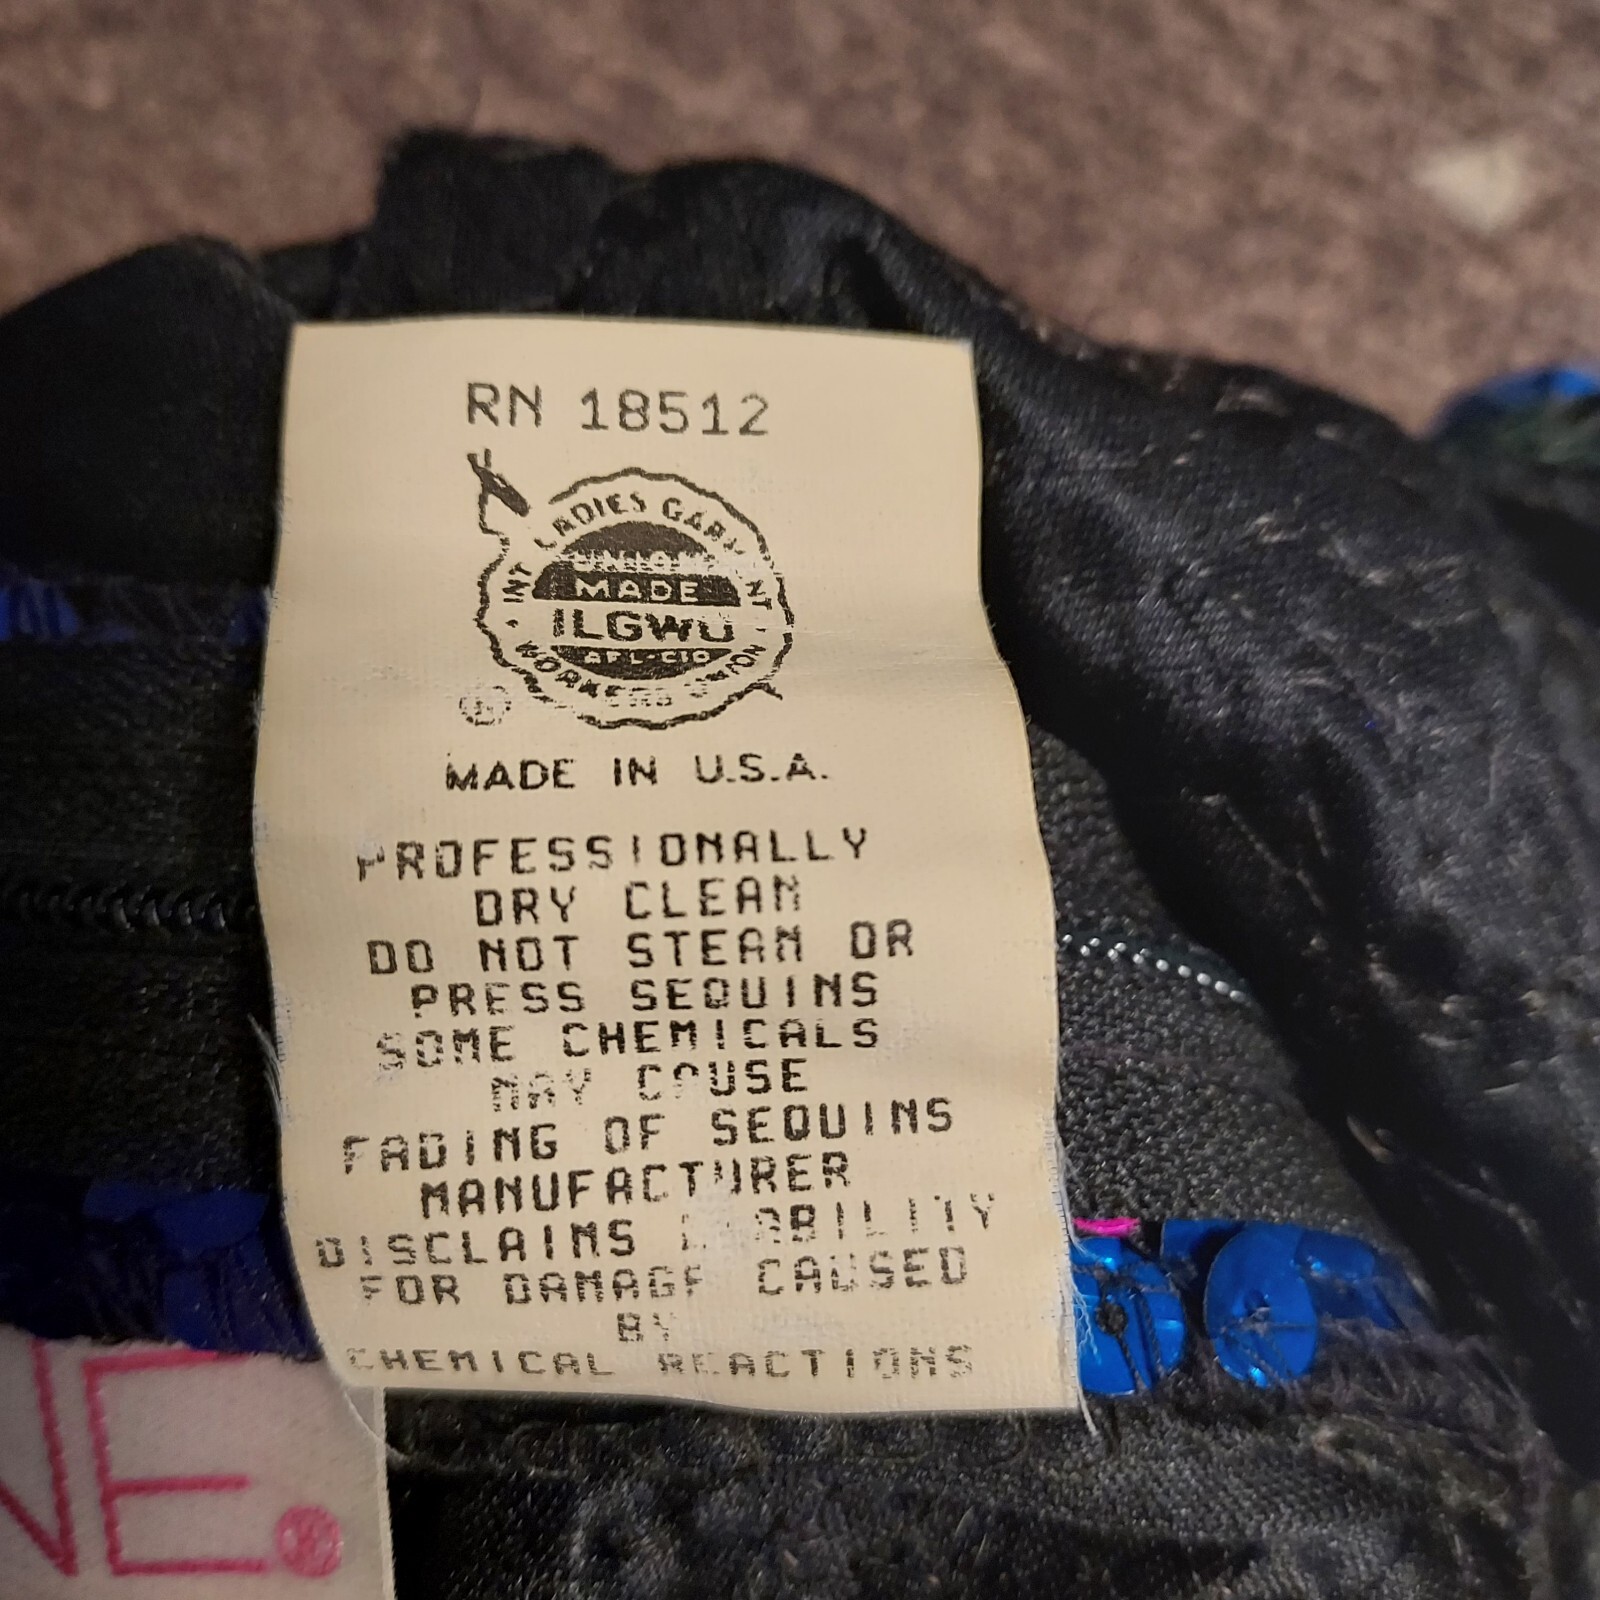 RN 18512
INT LADIES GARMENT
UNION
MADE
ILGWU
AFL-CIO
WORKERS UNION
®
MADE IN U.S.A.
PROFESSIONALLY
DRY CLEAN
DO NOT STEAM OR
PRESS SEQUINS
SOME CHEMICALS
MAY CAUSE
FADING OF SEQUINS
MANUFACTURER
DISCLAIMS LIABILITY
FOR DAMAGE CAUSED
BY
CHEMICAL REACTIONS
NE®